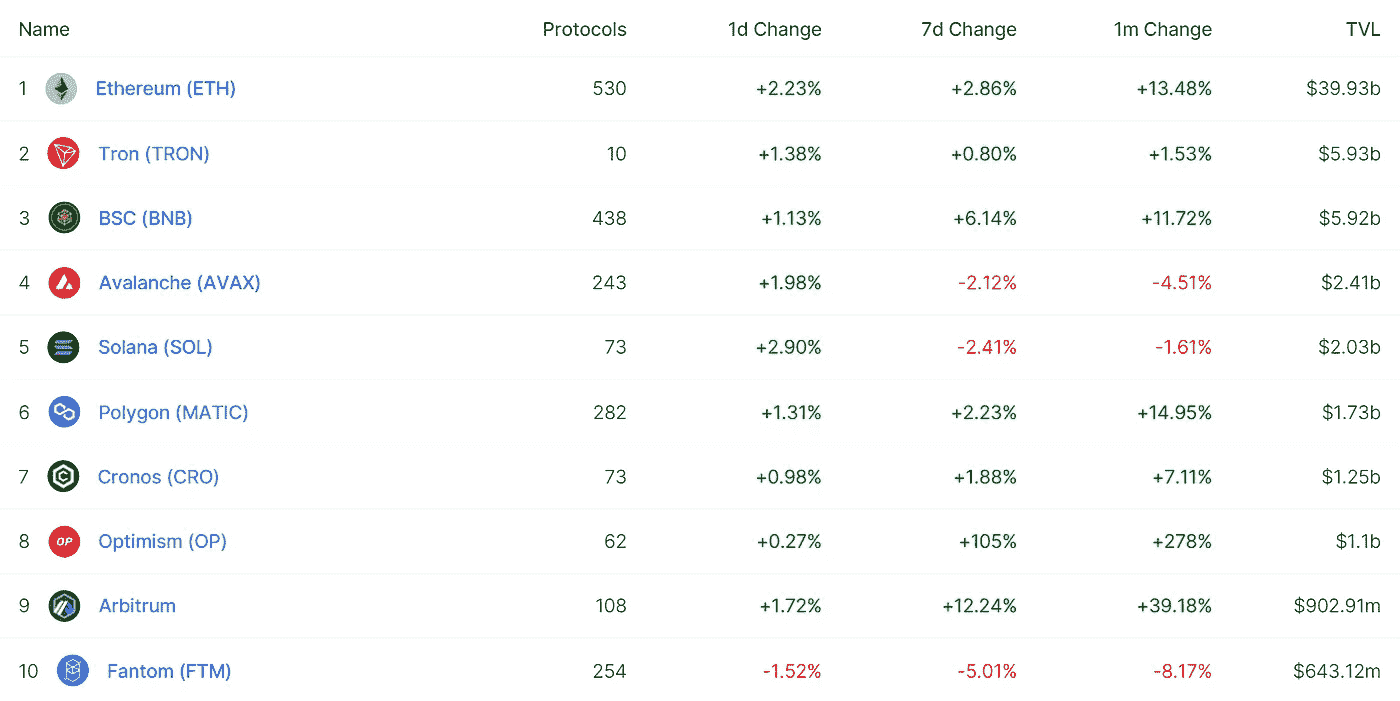 Name Protocols 1d Change 7d Change 1m Change TVL
1 Ethereum (ETH) 530 +2.23% +2.86% +13.48% $39.93b
2 Tron (TRON) 10 +1.38% +0.80% +1.53% $5.93b
3 BSC (BNB) 438 +1.13% +6.14% +11.72% $5.92b
4 Avalanche (AVAX) 243 +1.98% -2.12% -4.51% $2.41b
5 Solana (SOL) 73 +2.90% -2.41% -1.61% $2.03b
6 Polygon (MATIC) 282 +1.31% +2.23% +14.95% $1.73b
7 Cronos (CRO) 73 +0.98% +1.88% +7.11% $1.25b
8 OP Optimism (OP) 62 +0.27% +105% +278% $1.1b
9 Arbitrum 108 +1.72% +12.24% +39.18% $902.91m
10 Fantom (FTM) 254 -1.52% -5.01% -8.17% $643.12m